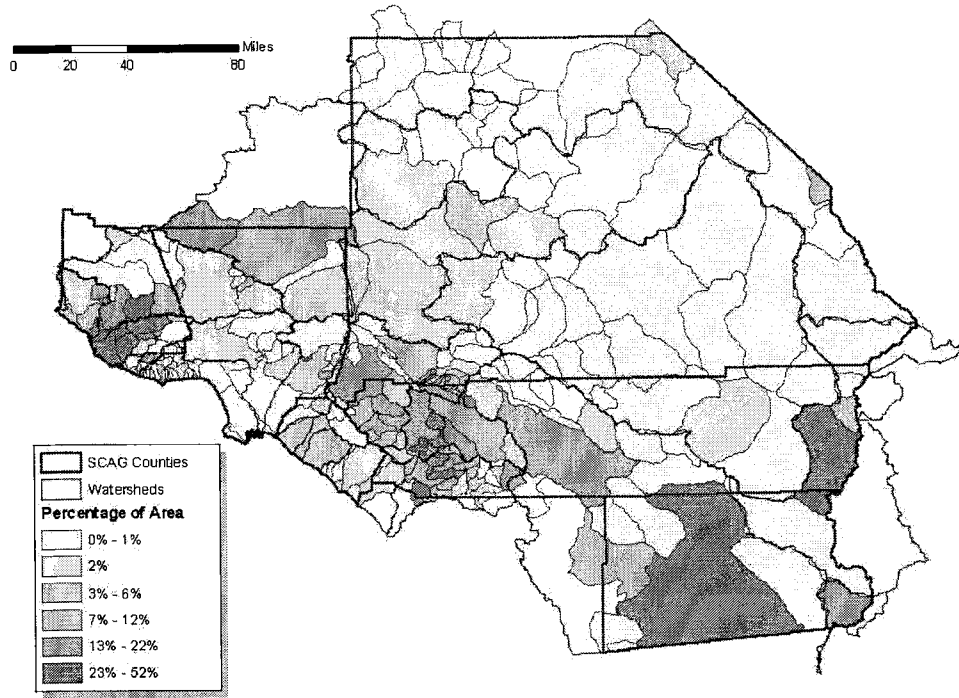 Miles
0 20 40 80
SCAG Counties
Watersheds
Percentage of Area
0% - 1%
2%
3% - 6%
7% - 12%
13% - 22%
23% - 52%